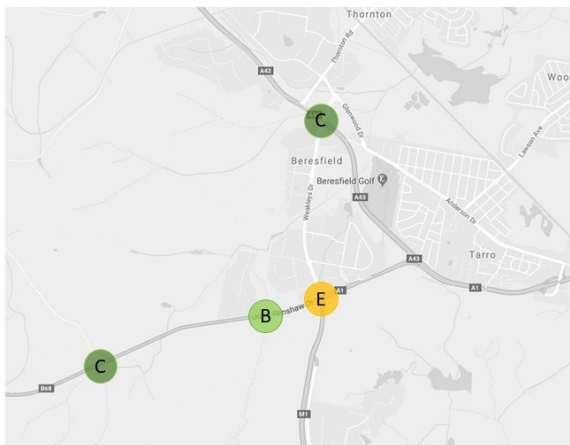 Thornton
Thornton Rd
A43
Woo
C
Glenwood Dr
Lawson Ave
Beresfield
Beresfield Golf
Weakleys Dr
A43
Anderson Dr
Tarro
A43
A1
A1
E
B
nshaw Dr
C
B68
M1